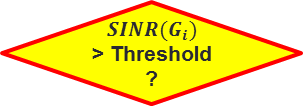 SINR(Gᵢ)
> Threshold
?